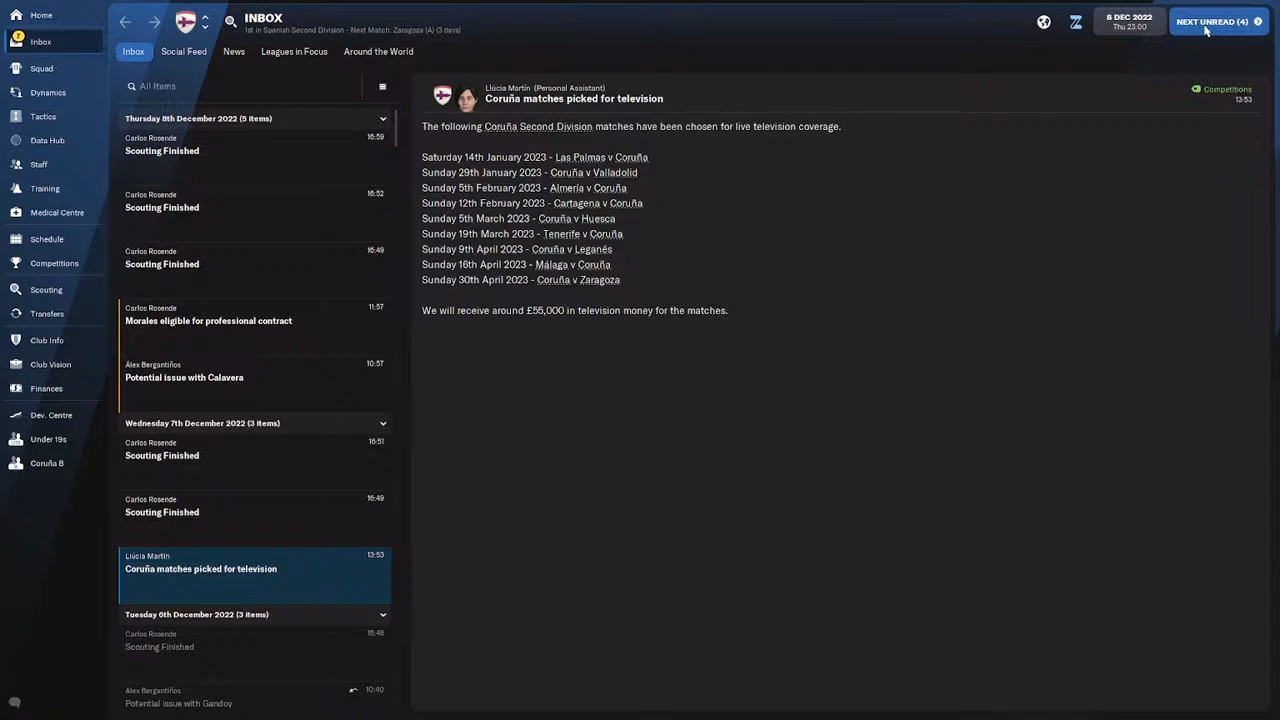 Home
7
Inbox
Squad
Dynamics
Tactics
Data Hub
Staff
Training
Medical Centre
Schedule
Competitions
Scouting
Transfers
Club Info
Club Vision
Finances
Dev. Centre
Under 19s
Coruña B
INBOX
1st in Spanish Second Division - Next Match: Zaragoza (A) (3 days)
8 DEC 2022
Thu 23:00
NEXT UNREAD (4)
Inbox
Social Feed
News
Leagues in Focus
Around the World
All Items
Thursday 8th December 2022 (5 items)
Carlos Rosende 16:59
Scouting Finished
Carlos Rosende 16:52
Scouting Finished
Carlos Rosende 16:49
Scouting Finished
Carlos Rosende 11:57
Morales eligible for professional contract
Álex Bergantiños 10:57
Potential issue with Calavera
Wednesday 7th December 2022 (3 items)
Carlos Rosende 16:51
Scouting Finished
Carlos Rosende 16:49
Scouting Finished
Llúcia Martín 13:53
Coruña matches picked for television
Tuesday 6th December 2022 (3 items)
Carlos Rosende 16:48
Scouting Finished
Álex Bergantiños 10:40
Potential issue with Gandoy
Llúcia Martín (Personal Assistant)
Coruña matches picked for television
Competitions
13:53
The following Coruña Second Division matches have been chosen for live television coverage.
Saturday 14th January 2023 - Las Palmas v Coruña
Sunday 29th January 2023 - Coruña v Valladolid
Sunday 5th February 2023 - Almería v Coruña
Sunday 12th February 2023 - Cartagena v Coruña
Sunday 5th March 2023 - Coruña v Huesca
Sunday 19th March 2023 - Tenerife v Coruña
Sunday 9th April 2023 - Coruña v Leganés
Sunday 16th April 2023 - Málaga v Coruña
Sunday 30th April 2023 - Coruña v Zaragoza
We will receive around £55,000 in television money for the matches.